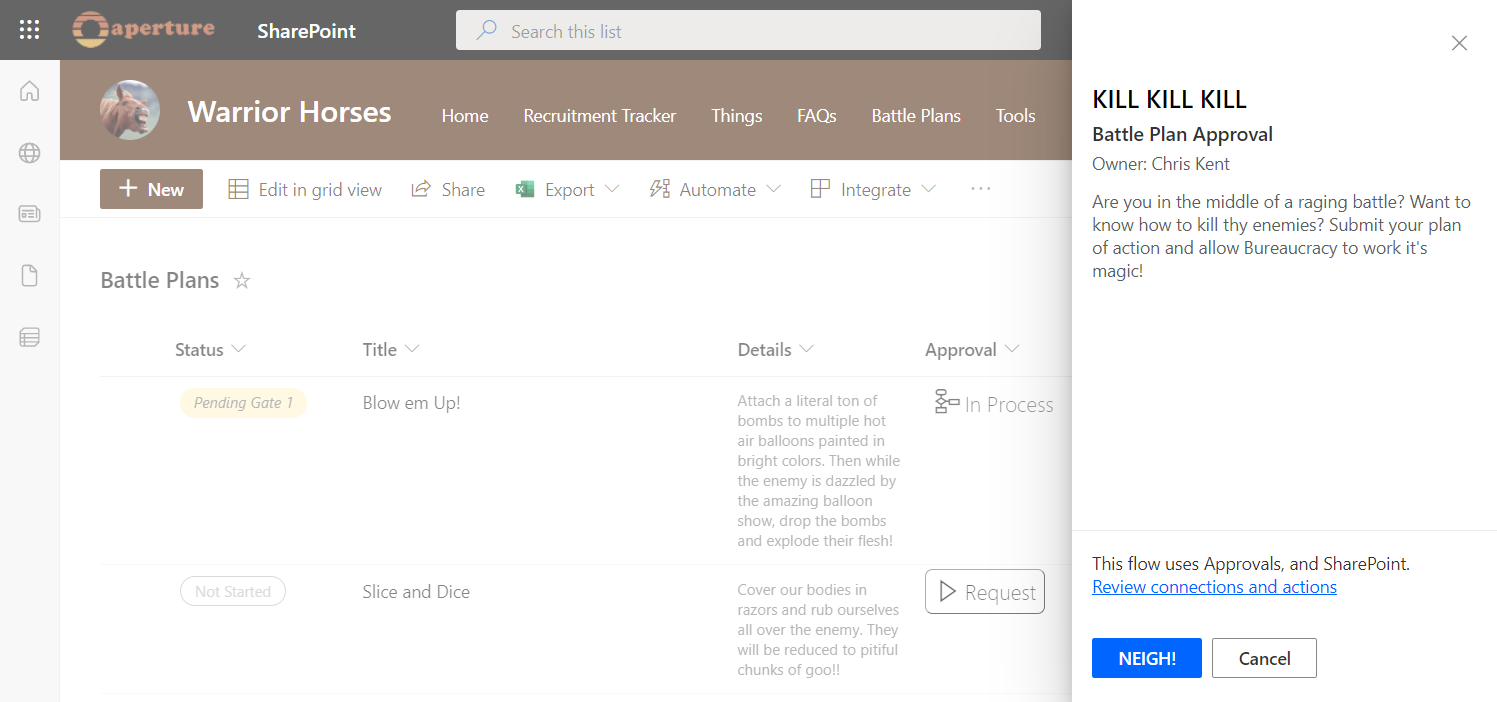 aperture
SharePoint
Search this list
Warrior Horses
Home
Recruitment Tracker
Things
FAQs
Battle Plans
Tools
New
Edit in grid view
Share
Export
Automate
Integrate
Battle Plans
Status
Title
Details
Approval
Pending Gate 1
Blow em Up!
Attach a literal ton of
bombs to multiple hot
air balloons painted in
bright colors. Then while
the enemy is dazzled by
the amazing balloon
show, drop the bombs
and explode their flesh!
In Process
Not Started
Slice and Dice
Cover our bodies in
razors and rub ourselves
all over the enemy. They
will be reduced to pitiful
chunks of goo!!
Request
KILL KILL KILL
Battle Plan Approval
Owner: Chris Kent
Are you in the middle of a raging battle? Want to
know how to kill thy enemies? Submit your plan
of action and allow Bureaucracy to work it's
magic!
This flow uses Approvals, and SharePoint.
Review connections and actions
NEIGH!
Cancel